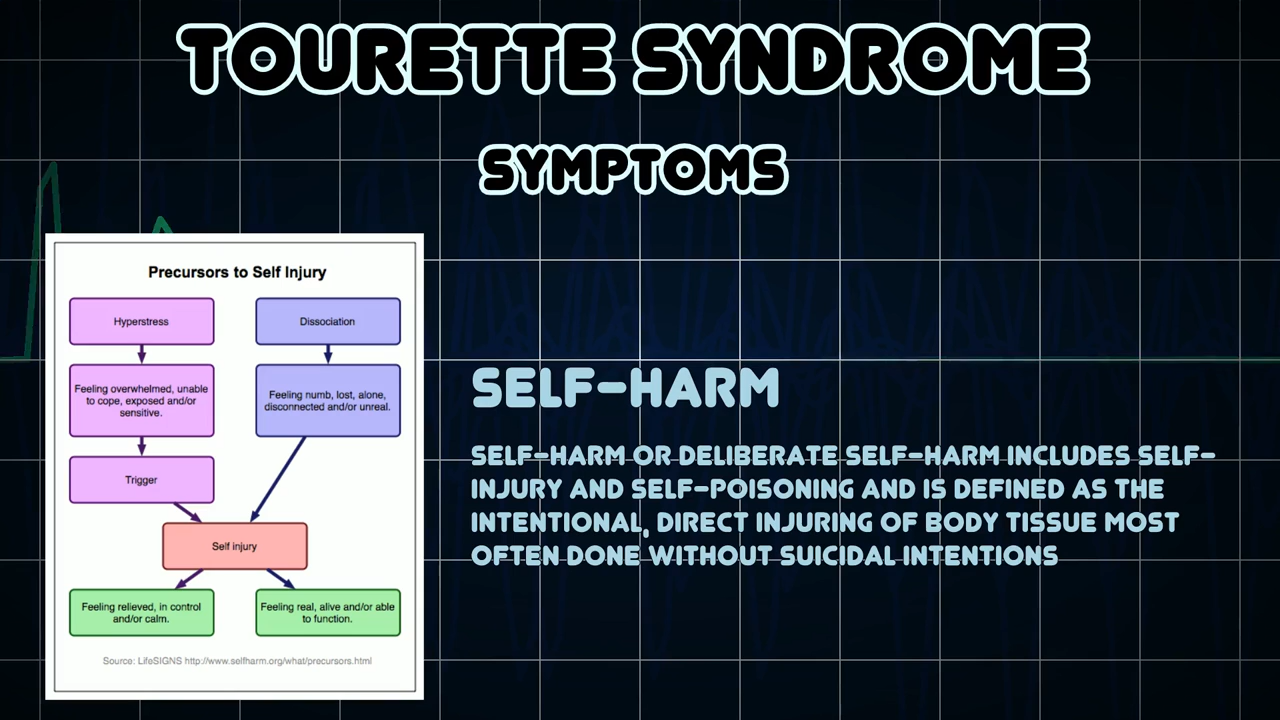 TOURETTE SYNDROME
SYMPTOMS
Precursors to Self Injury
Hyperstress
Dissociation
Feeling overwhelmed, unable
to cope, exposed and/or
sensitive.
Feeling numb, lost, alone,
disconnected and/or unreal.
Trigger
Self injury
Feeling relieved, in control
and/or calm.
Feeling real, alive and/or able
to function.
Source: LifeSIGNS http://www.selfharm.org/what/precursors.html
SELF-HARM
SELF-HARM OR DELIBERATE SELF-HARM INCLUDES SELF-
INJURY AND SELF-POISONING AND IS DEFINED AS THE
INTENTIONAL, DIRECT INJURING OF BODY TISSUE MOST
OFTEN DONE WITHOUT SUICIDAL INTENTIONS